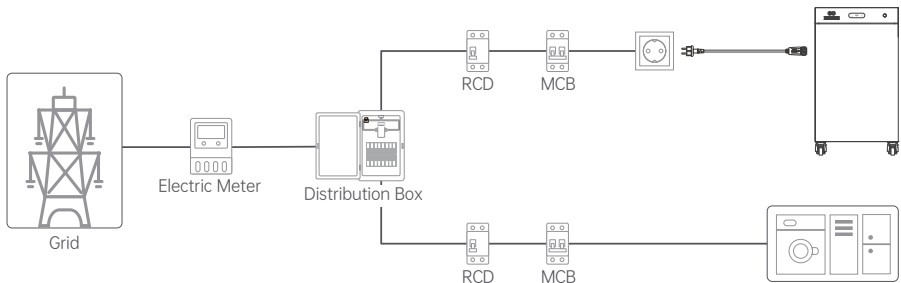 RCD
MCB
Electric Meter
Distribution Box
Grid
RCD
MCB